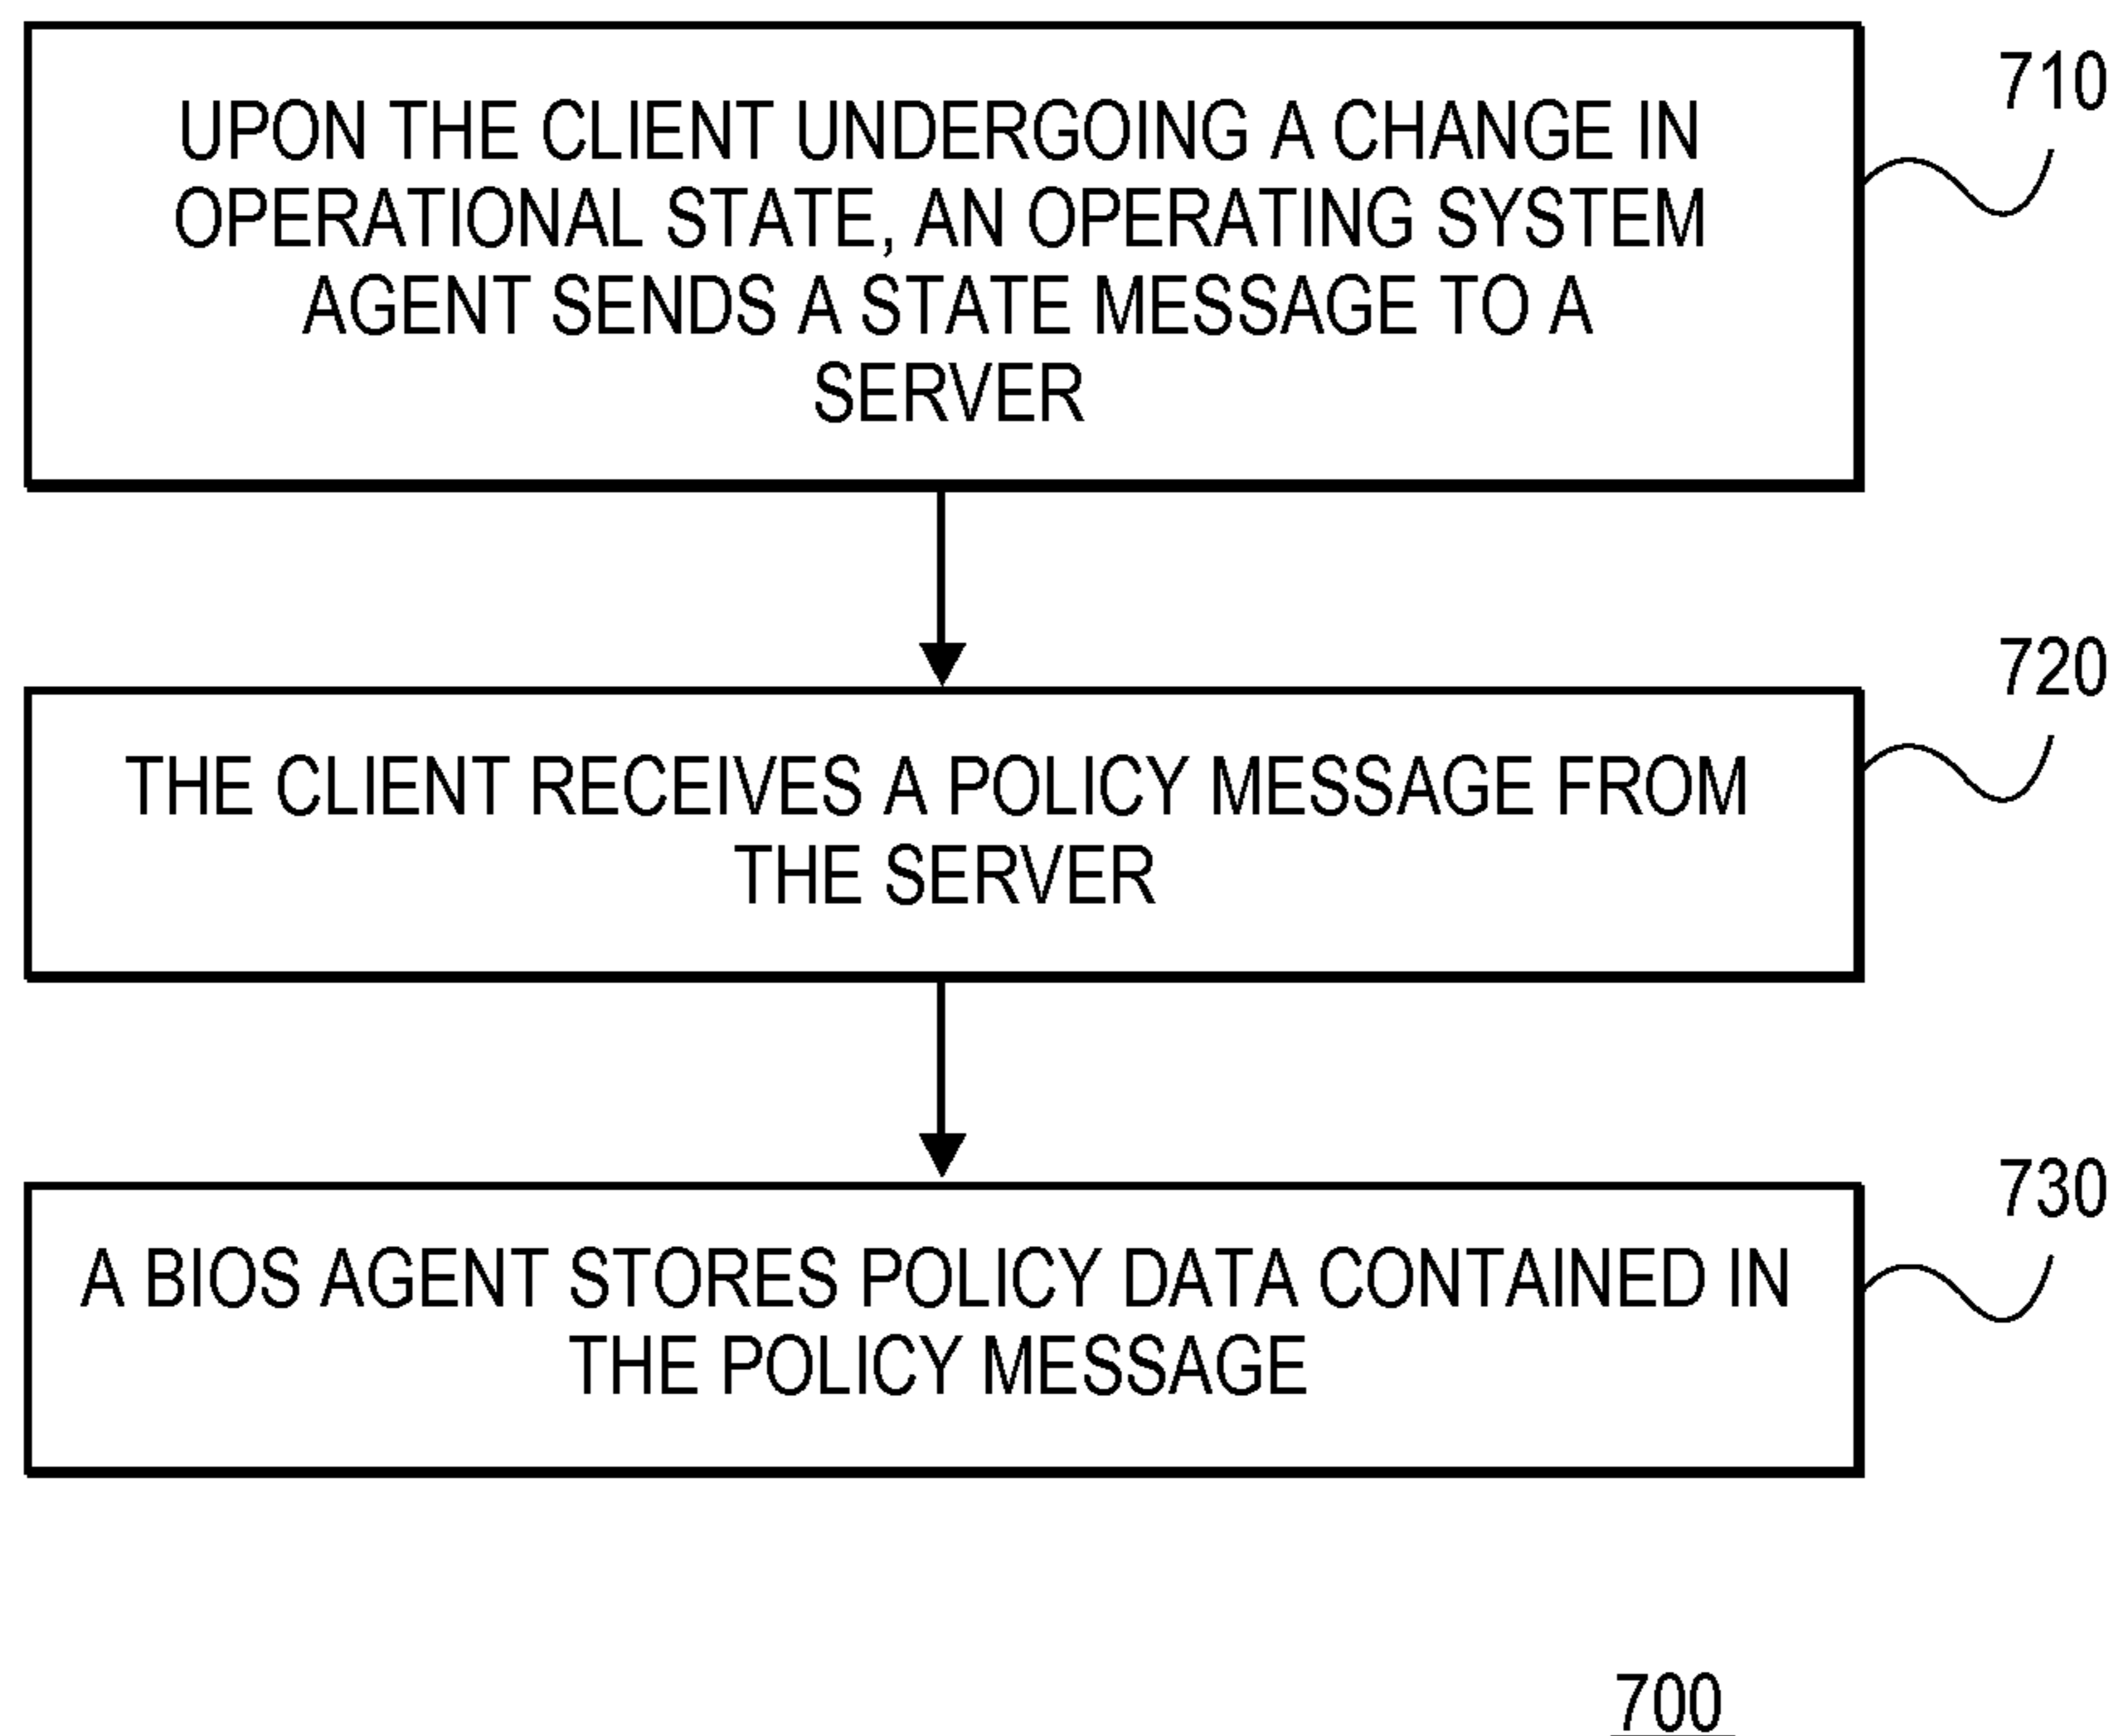 710
UPON THE CLIENT UNDERGOING A CHANGE IN
OPERATIONAL STATE, AN OPERATING SYSTEM
AGENT SENDS A STATE MESSAGE TO A
SERVER
720
THE CLIENT RECEIVES A POLICY MESSAGE FROM
THE SERVER
730
A BIOS AGENT STORES POLICY DATA CONTAINED IN
THE POLICY MESSAGE
700